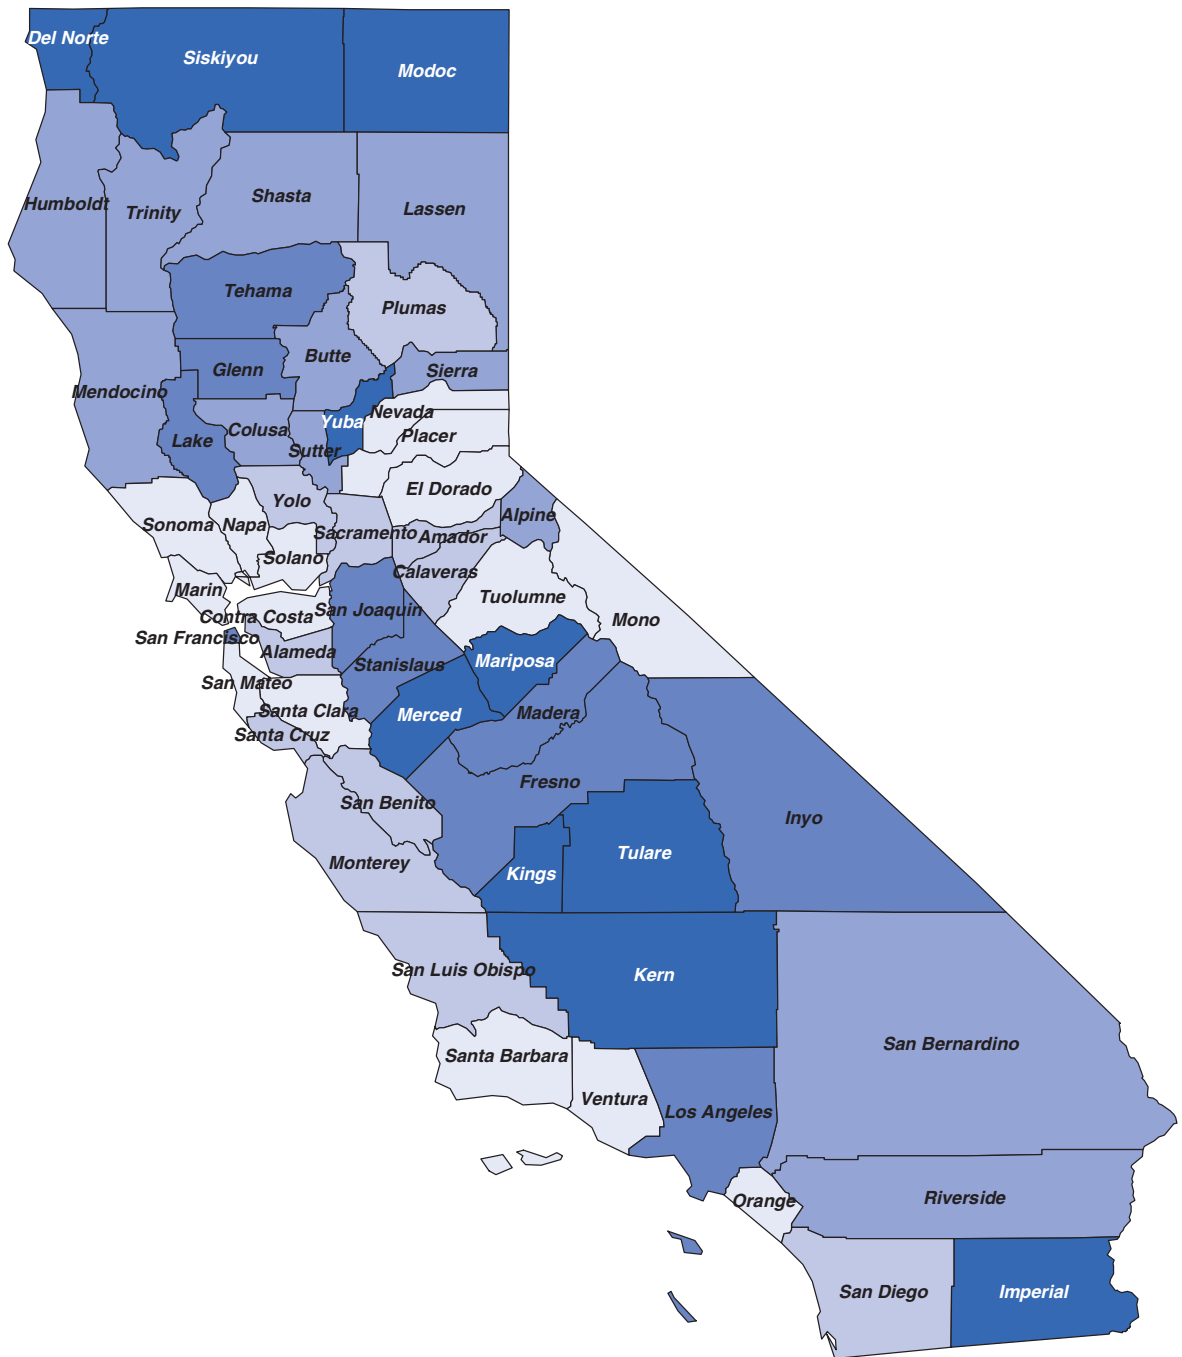 Del Norte
Siskiyou
Modoc
Humboldt
Trinity
Shasta
Lassen
Tehama
Plumas
Butte
Glenn
Sierra
Mendocino
Nevada
Yuba
Colusa
Placer
Lake
Sutter
El Dorado
Yolo
Alpine
Sonoma
Napa
Sacramento
Amador
Solano
Calaveras
Marin
Tuolumne
San Joaquin
Contra Costa
Mono
San Francisco
Alameda
Stanislaus
Mariposa
San Mateo
Santa Clara
Merced
Madera
Santa Cruz
Fresno
San Benito
Inyo
Tulare
Monterey
Kings
San Luis Obispo
Kern
San Bernardino
Santa Barbara
Ventura
Los Angeles
Orange
Riverside
San Diego
Imperial